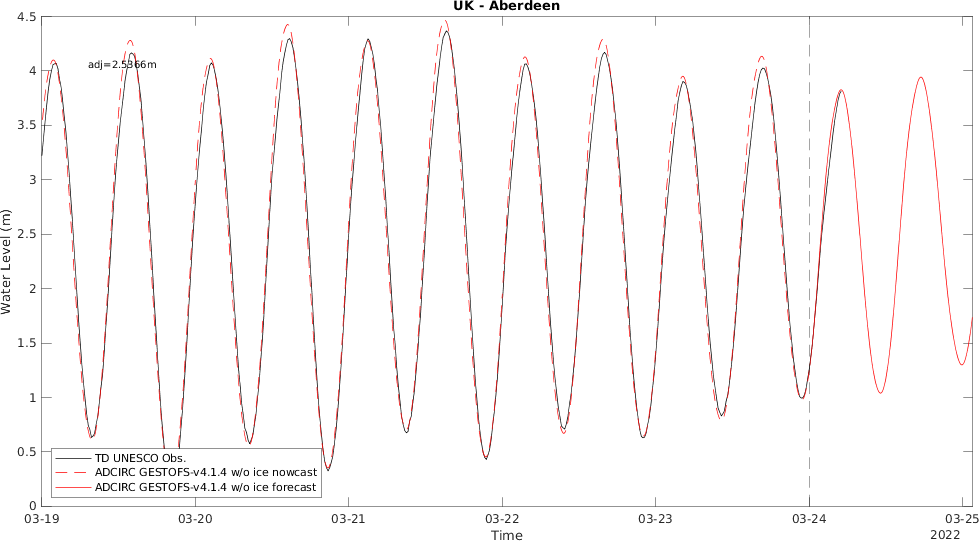 UK - Aberdeen
4.5
4
3.5
3
2.5
2
1.5
1
0.5
0
Water Level (m)
adj=2.5366m
TD UNESCO Obs.
ADCIRC GESTOFS-v4.1.4 w/o ice nowcast
ADCIRC GESTOFS-v4.1.4 w/o ice forecast
03-19 03-20 03-21 03-22 03-23 03-24 03-25
Time
2022